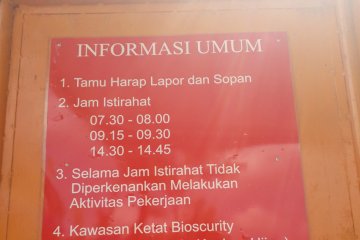 INFORMASI UMUM
1. Tamu Harap Lapor dan Sopan
2. Jam Istirahat
07.30 - 08.00
09.15 - 09.30
14.30 - 14.45
3. Selama Jam Istirahat Tidak
Diperkenankan Melakukan
Aktivitas Pekerjaan
4. Kawasan Ketat Bioscurity